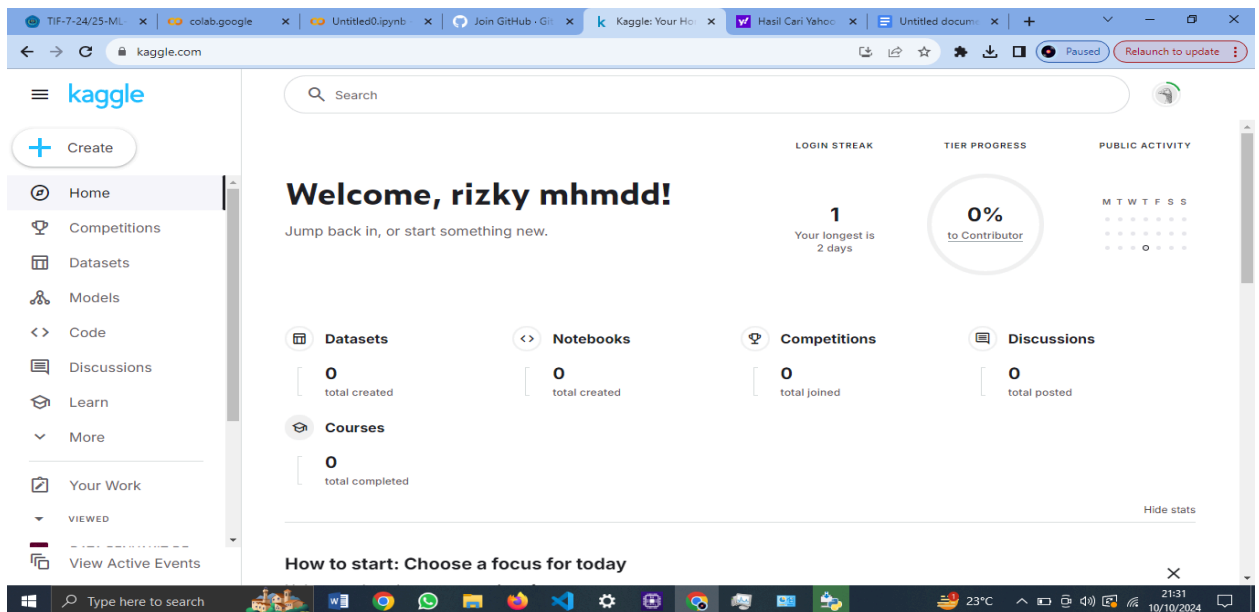 TIF-7-24/25-ML-
colab.google
Untitled0.ipynb -
Join GitHub · Git
Kaggle: Your Ho
Hasil Cari Yahoo
Untitled docume
kaggle.com
Paused
Relaunch to update
kaggle
Search
Create
Home
Competitions
Datasets
Models
Code
Discussions
Learn
More
Your Work
VIEWED
View Active Events
LOGIN STREAK
TIER PROGRESS
PUBLIC ACTIVITY
Welcome, rizky mhmdd!
Jump back in, or start something new.
1
Your longest is
2 days
0%
to Contributor
M T W T F S S
Datasets
0
total created
Notebooks
0
total created
Competitions
0
total joined
Discussions
0
total posted
Courses
0
total completed
Hide stats
How to start: Choose a focus for today
Type here to search
23°C
21:31
10/10/2024